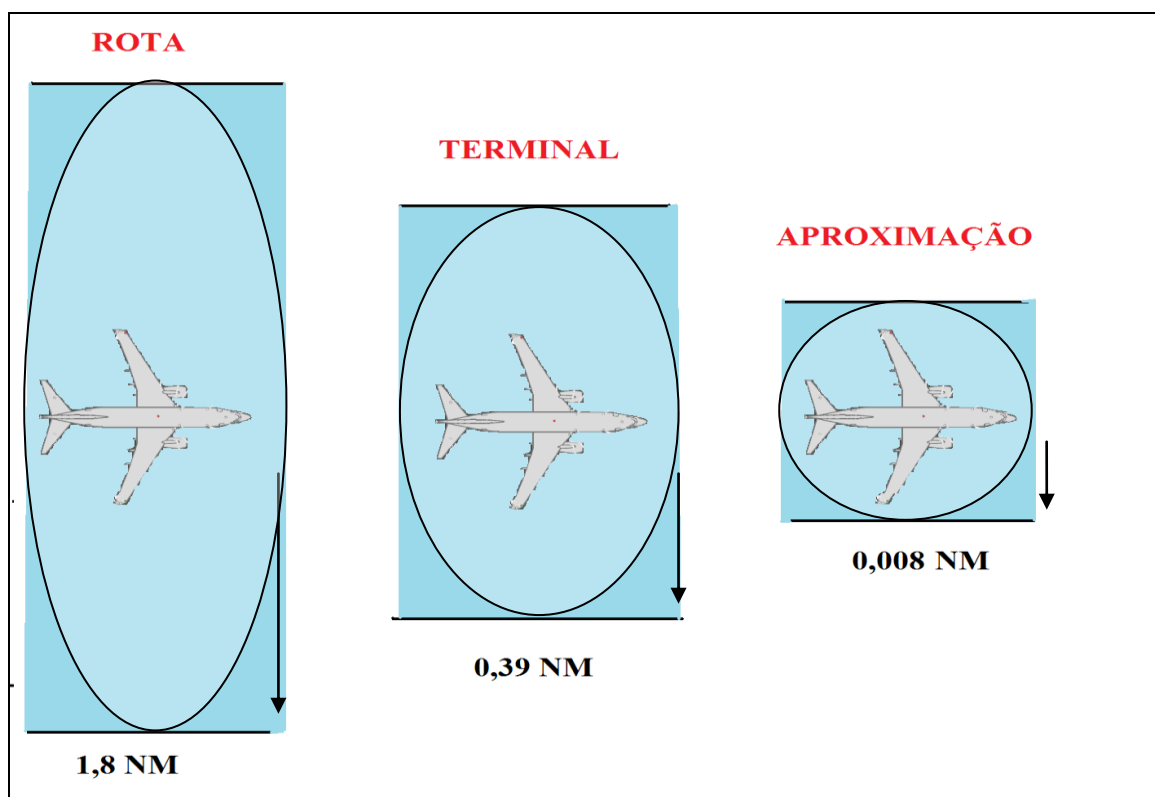 ROTA
1,8 NM
TERMINAL
0,39 NM
APROXIMAÇÃO
0,008 NM